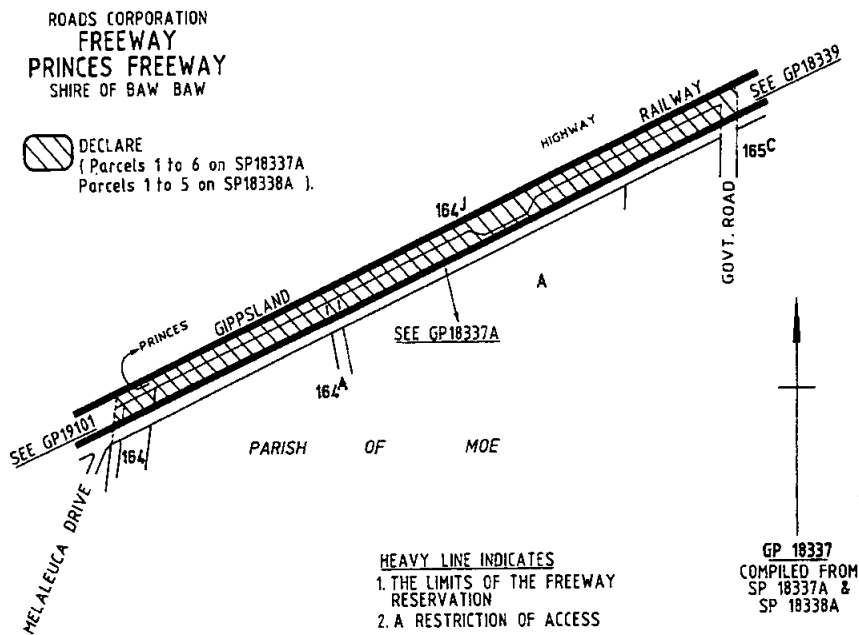 ROADS CORPORATION
FREEWAY
PRINCES FREEWAY
SHIRE OF BAW BAW
DECLARE
( Parcels 1 to 6 on SP18337A
Parcels 1 to 5 on SP18338A ).
SEE GP18339
RAILWAY
HIGHWAY
165C
164J
GOVT. ROAD
A
GIPPSLAND
PRINCES
SEE GP18337A
164A
SEE GP19101
164
PARISH OF MOE
MELALEUCA DRIVE
HEAVY LINE INDICATES
1. THE LIMITS OF THE FREEWAY
RESERVATION
2. A RESTRICTION OF ACCESS
GP 18337
COMPILED FROM
SP 18337A &
SP 18338A